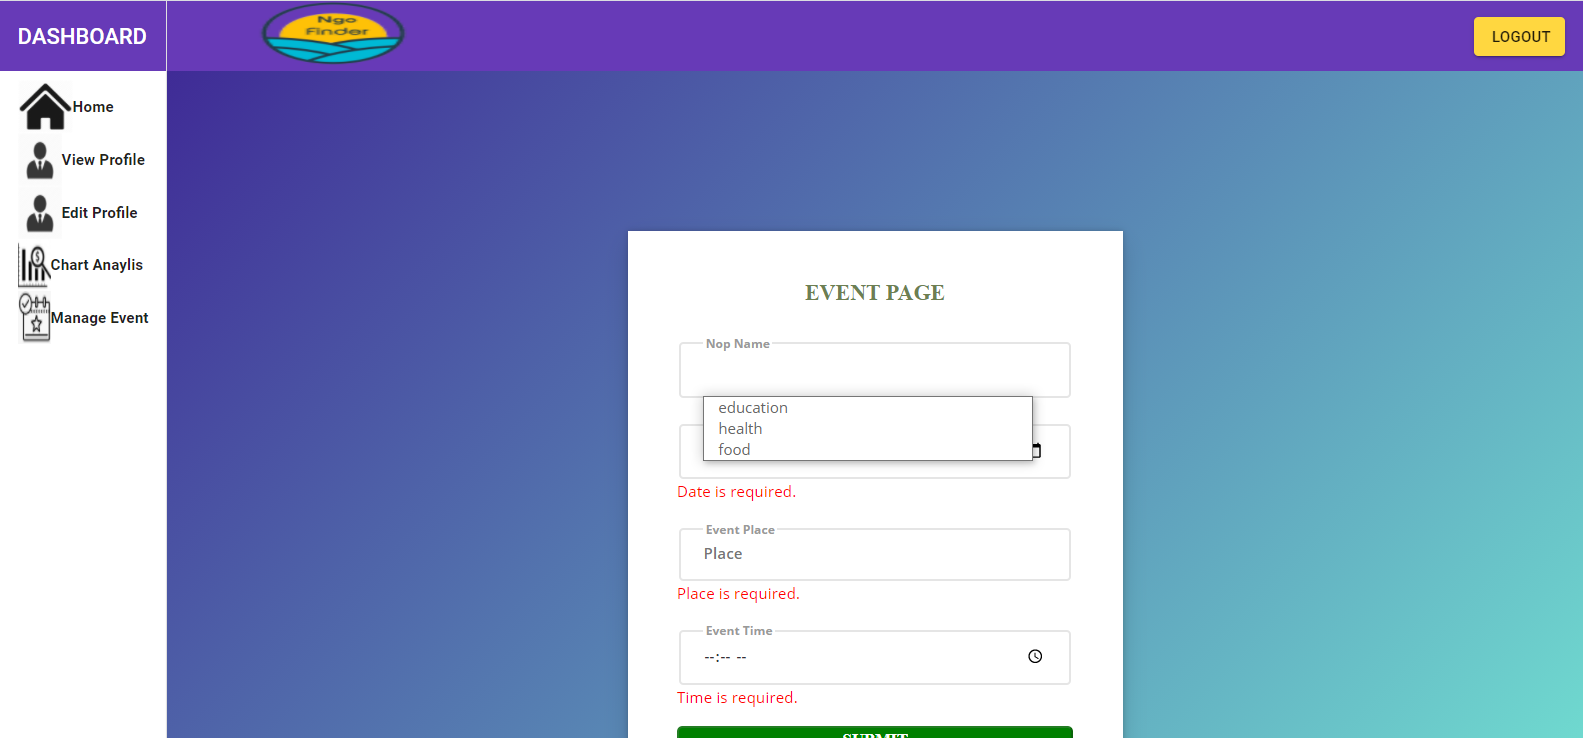 DASHBOARD
Ngo
Finder
LOGOUT
Home
View Profile
Edit Profile
Chart Anaylis
Manage Event
EVENT PAGE
Nop Name
education
health
food
Date is required.
Event Place
Place
Place is required.
Event Time
--:-- --
Time is required.
SUBMIT